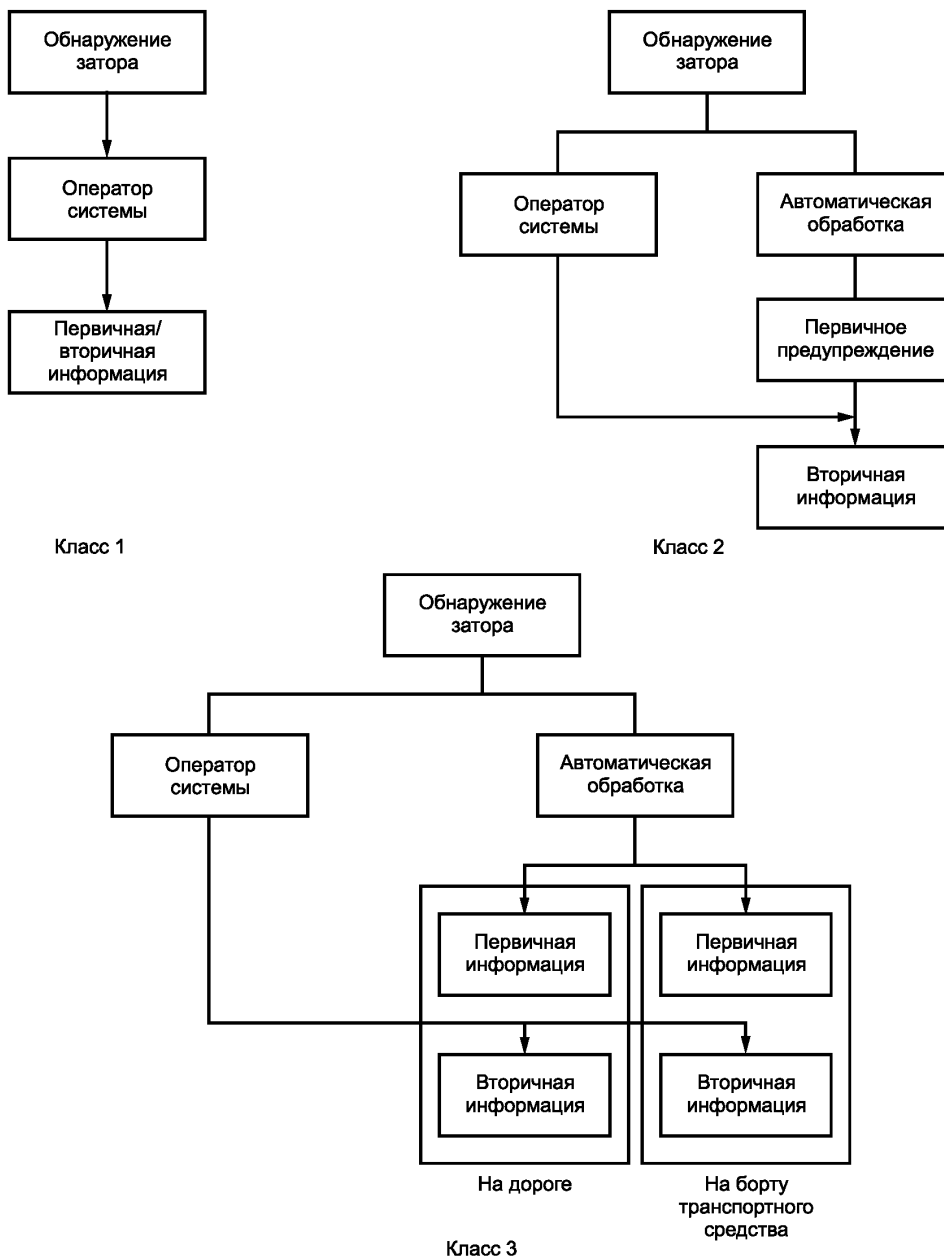 Обнаружение
затора
Оператор
системы
Первичная/
вторичная
информация
Класс 1
Обнаружение
затора
Оператор
системы
Автоматическая
обработка
Первичное
предупреждение
Вторичная
информация
Класс 2
Обнаружение
затора
Оператор
системы
Автоматическая
обработка
Первичная
информация
Первичная
информация
Вторичная
информация
Вторичная
информация
На дороге
На борту
транспортного
средства
Класс 3